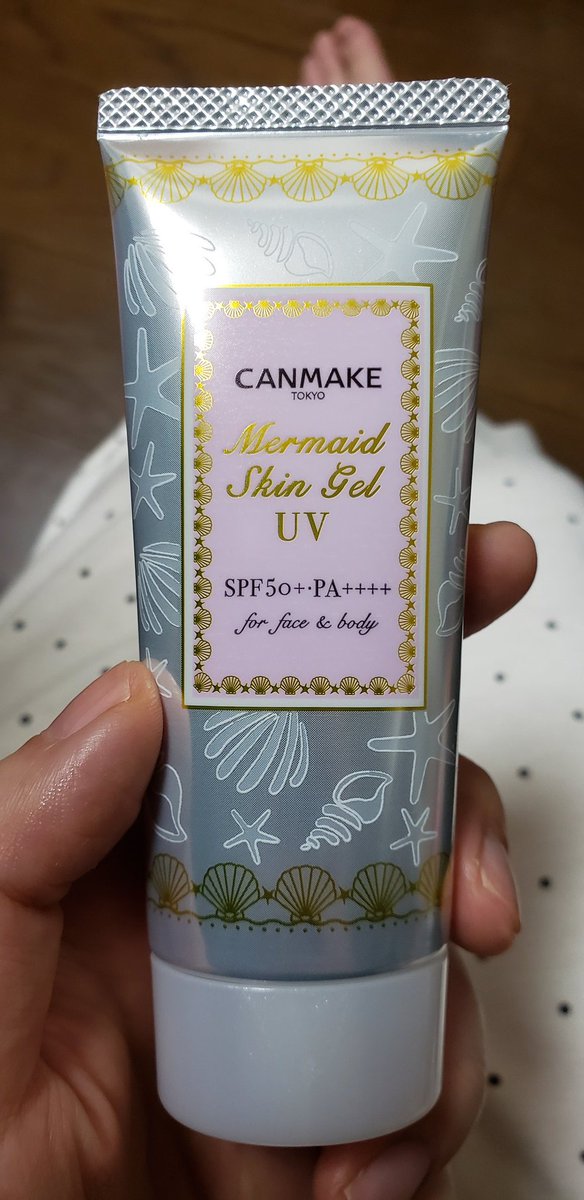 CANMAKE
TOKYO
Mermaid
Skin Gel
UV
SPF50+·PA++++
for face & body